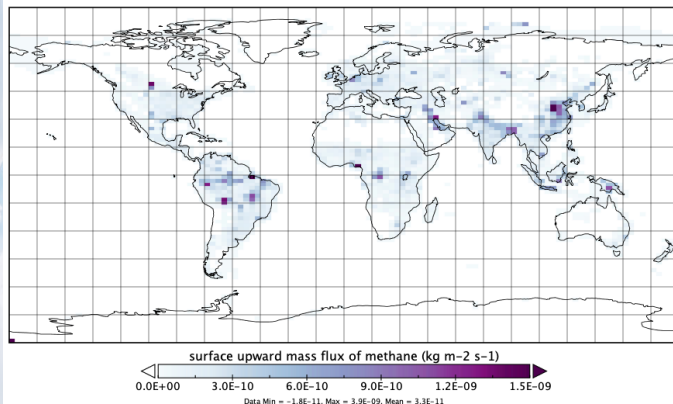 surface upward mass flux of methane (kg m-2 s-1)
0.0E+00 3.0E-10 6.0E-10 9.0E-10 1.2E-09 1.5E-09
Data Min = -1.8E-11, Max = 3.9E-09, Mean = 3.3E-11